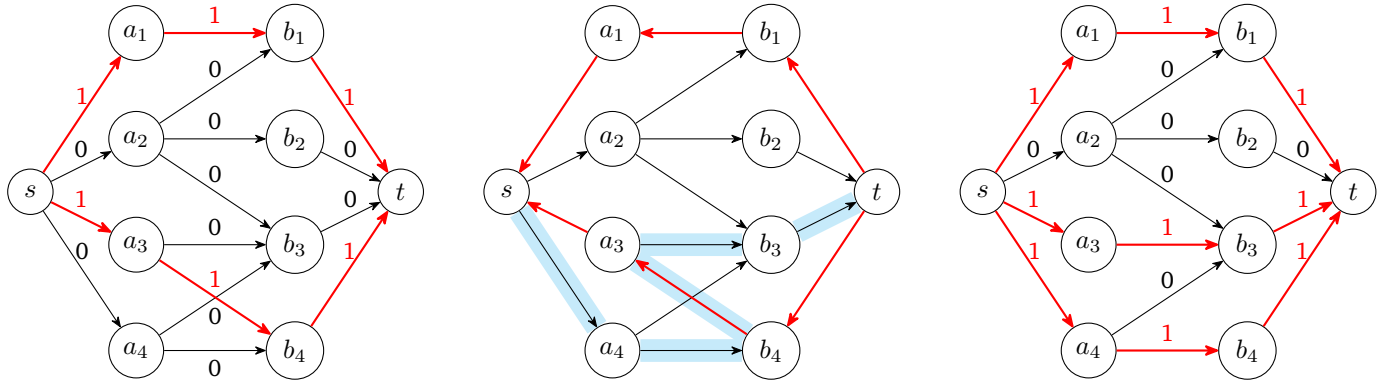 a₁ 1 b₁
1 0 1
a₂ 0 b₂
0 0 0
s t
1 0 0
a₃ 0 b₃
0 1 1
0
a₄ 0 b₄
a₁ b₁
a₂ b₂
s t
a₃ b₃
a₄ b₄
a₁ 1 b₁
1 0 1
a₂ 0 b₂
0 0 0
s t
1 1
a₃ 1 b₃
1 0 1
a₄ 1 b₄